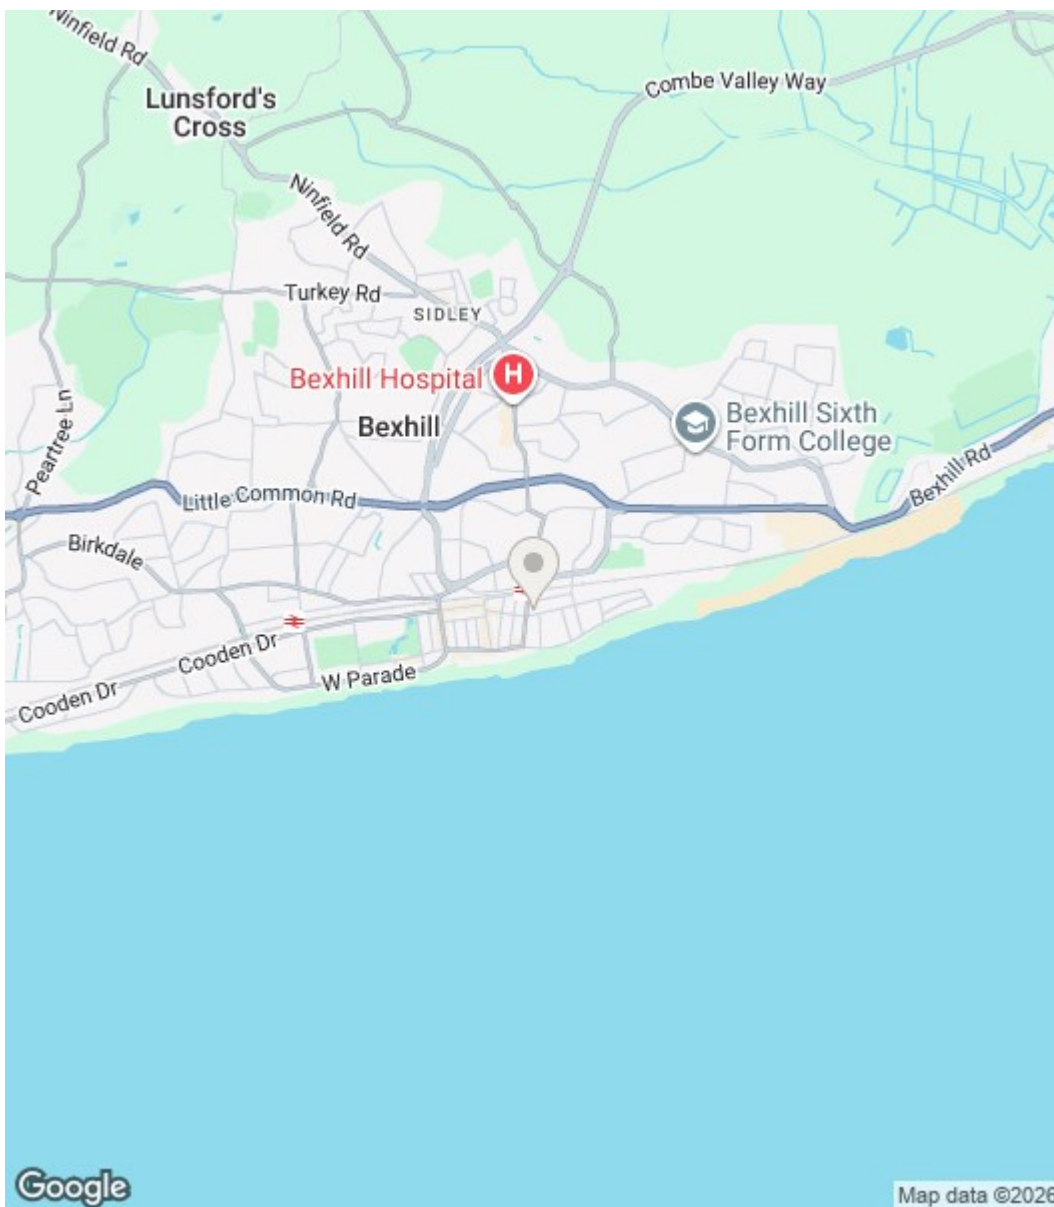 Ninfield Rd
Combe Valley Way
Lunsford's
Cross
Ninfield Rd
Turkey Rd
SIDLEY
Bexhill Hospital
H
Bexhill Sixth
Form College
Bexhill
Peartree Ln
Bexhill Rd
Little Common Rd
Birkdale
Cooden Dr
W Parade
Cooden Dr
Google
Map data ©2026